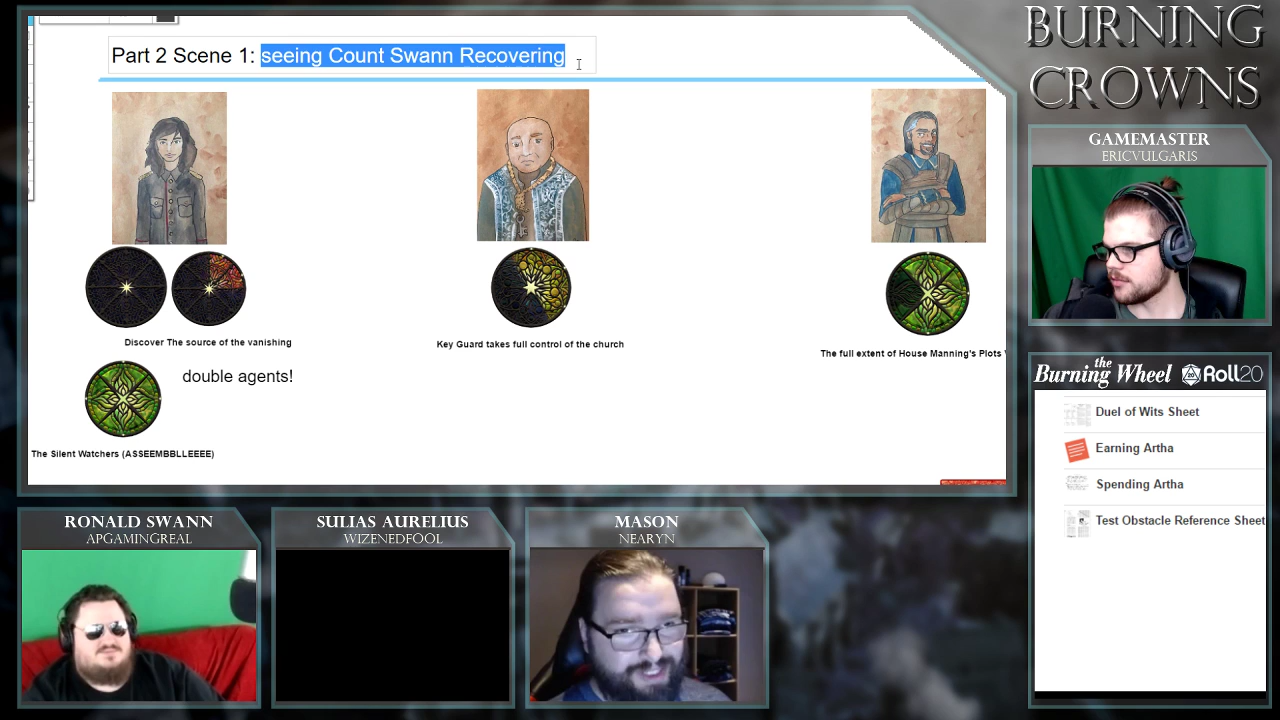 Part 2 Scene 1: seeing Count Swann Recovering
Discover The source of the vanishing
Key Guard takes full control of the church
The full extent of House Manning's Plots
double agents!
The Silent Watchers (ASSEEMBBLLEEEE)
BURNING
CROWNS
GAMEMASTER
ERICVULGARIS
the
Burning Wheel
Roll20
Duel of Wits Sheet
Earning Artha
Spending Artha
Test Obstacle Reference Sheet
RONALD SWANN
APGAMINGREAL
SULIAS AURELIUS
WIZENEDFOOL
MASON
NEARYN